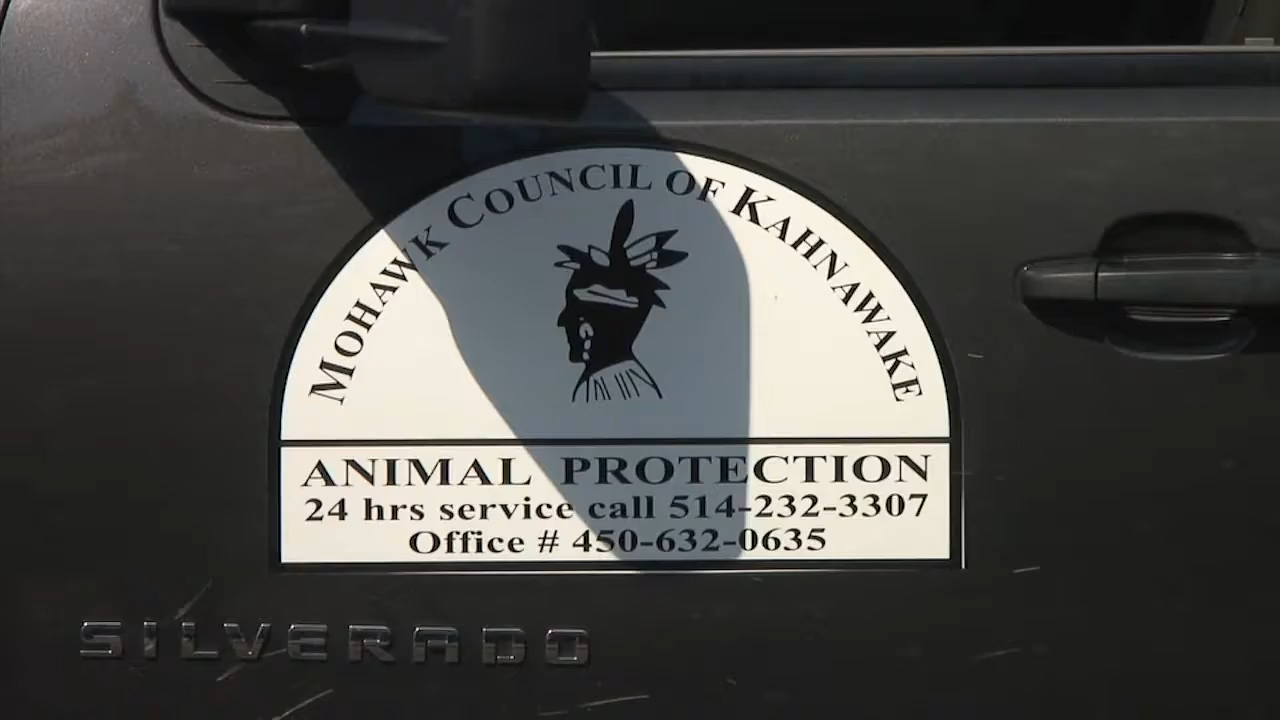 MOHAWK COUNCIL OF KAHNAWAKE
ANIMAL PROTECTION
24 hrs service call 514-232-3307
Office # 450-632-0635
SILVERADO